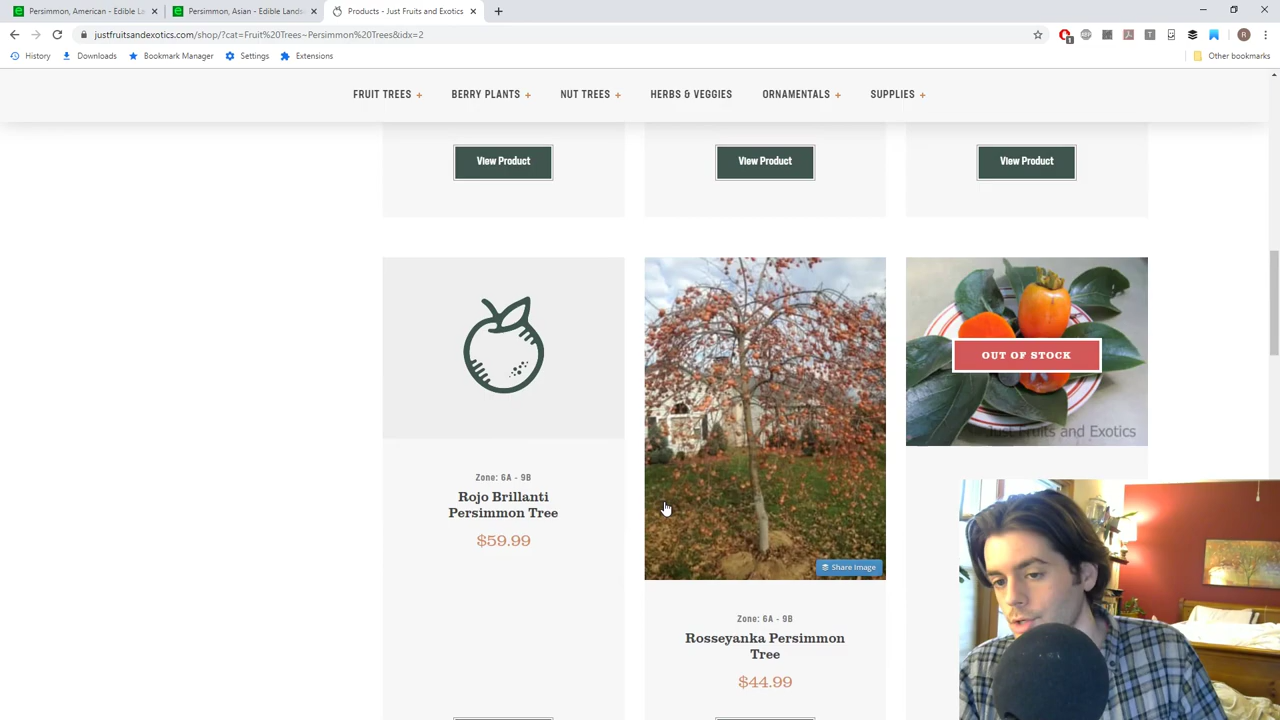 Persimmon, American - Edible La
Persimmon, Asian - Edible Lands
Products - Just Fruits and Exotics
justfruitsandexotics.com/shop/?cat=Fruit%20Trees~Persimmon%20Trees&idx=2
History
Downloads
Bookmark Manager
Settings
Extensions
Other bookmarks
FRUIT TREES +
BERRY PLANTS +
NUT TREES +
HERBS & VEGGIES
ORNAMENTALS +
SUPPLIES +
View Product
View Product
View Product
OUT OF STOCK
Just Fruits and Exotics
Zone: 6A - 9B
Rojo Brillanti
Persimmon Tree
$59.99
Share Image
Zone: 6A - 9B
Rosseyanka Persimmon
Tree
$44.99